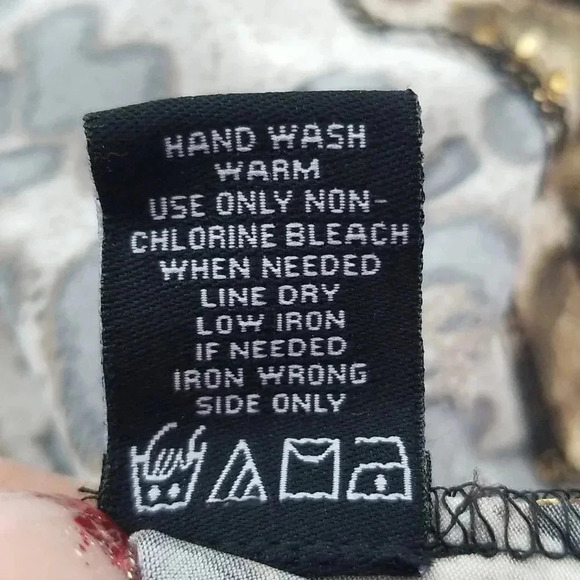 HAND WASH
WARM
USE ONLY NON-
CHLORINE BLEACH
WHEN NEEDED
LINE DRY
LOW IRON
IF NEEDED
IRON WRONG
SIDE ONLY